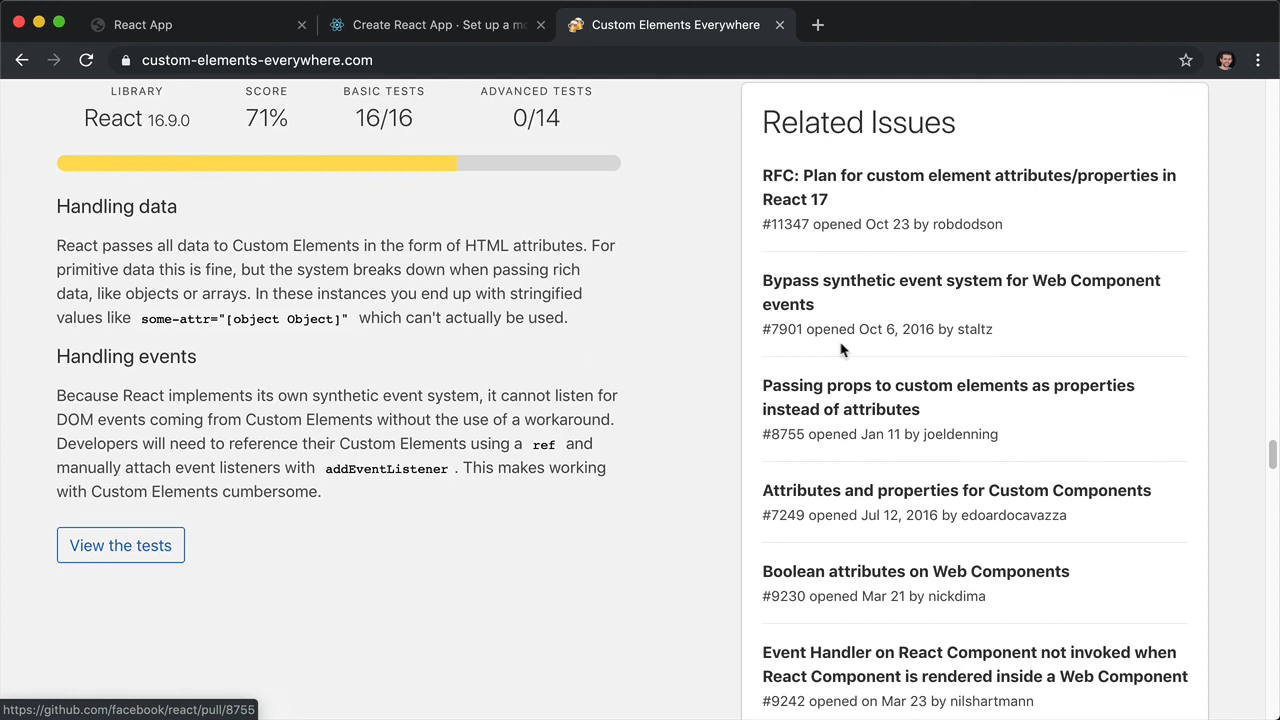 React App
Create React App · Set up a mo
Custom Elements Everywhere
custom-elements-everywhere.com
LIBRARY
SCORE
BASIC TESTS
ADVANCED TESTS
React 16.9.0
71%
16/16
0/14
Handling data
React passes all data to Custom Elements in the form of HTML attributes. For
primitive data this is fine, but the system breaks down when passing rich
data, like objects or arrays. In these instances you end up with stringified
values like some-attr="[object Object]" which can't actually be used.
Handling events
Because React implements its own synthetic event system, it cannot listen for
DOM events coming from Custom Elements without the use of a workaround.
Developers will need to reference their Custom Elements using a ref and
manually attach event listeners with addEventListener . This makes working
with Custom Elements cumbersome.
View the tests
Related Issues
RFC: Plan for custom element attributes/properties in
React 17
#11347 opened Oct 23 by robdodson
Bypass synthetic event system for Web Component
events
#7901 opened Oct 6, 2016 by staltz
Passing props to custom elements as properties
instead of attributes
#8755 opened Jan 11 by joeldenning
Attributes and properties for Custom Components
#7249 opened Jul 12, 2016 by edoardocavazza
Boolean attributes on Web Components
#9230 opened Mar 21 by nickdima
Event Handler on React Component not invoked when
React Component is rendered inside a Web Component
#9242 opened on Mar 23 by nilshartmann
https://github.com/facebook/react/pull/8755